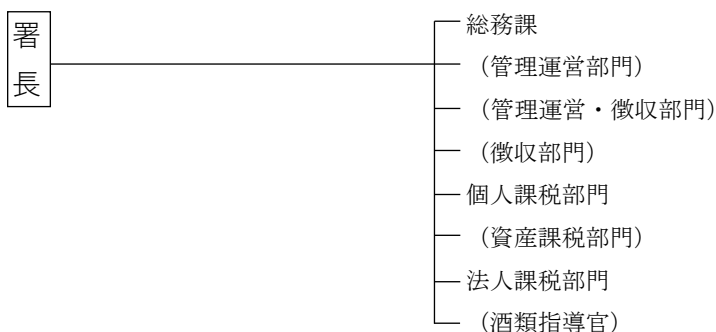 署長
総務課
（管理運営部門）
（管理運営・徴収部門）
（徴収部門）
個人課税部門
（資産課税部門）
法人課税部門
（酒類指導官）